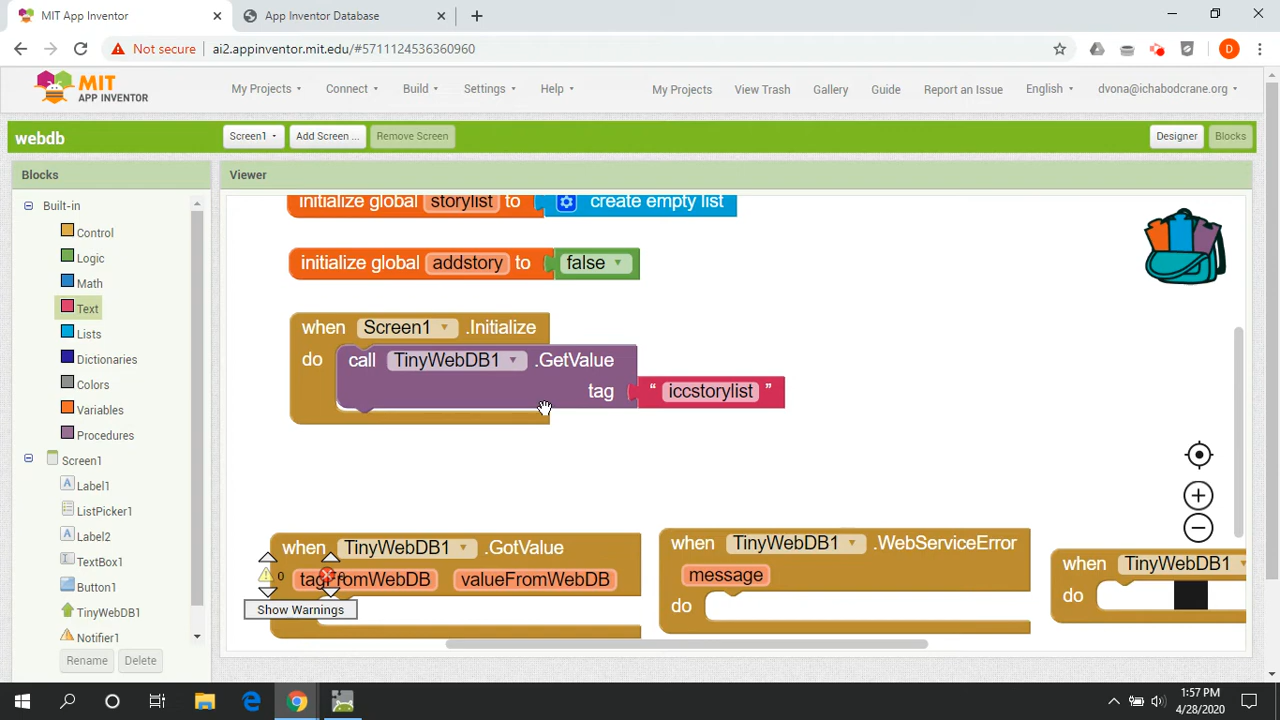 MIT App Inventor
App Inventor Database
Not secure
ai2.appinventor.mit.edu/#5711124536360960
D
MIT
APP INVENTOR
My Projects
Connect
Build
Settings
Help
My Projects
View Trash
Gallery
Guide
Report an Issue
English
dvona@ichabodcrane.org
webdb
Screen1
Add Screen ...
Remove Screen
Designer
Blocks
Blocks
Viewer
Built-in
Control
Logic
Math
Text
Lists
Dictionaries
Colors
Variables
Procedures
Screen1
Label1
ListPicker1
Label2
TextBox1
Button1
TinyWebDB1
Notifier1
Rename
Delete
initialize global storylist to create empty list
initialize global addstory to false
when Screen1 .Initialize
do call TinyWebDB1 .GetValue
tag “ iccstorylist ”
when TinyWebDB1 .GotValue
valueFromWebDB
0
Show Warnings
when TinyWebDB1 .WebServiceError
message
do
when TinyWebDB1
do
1:57 PM
4/28/2020